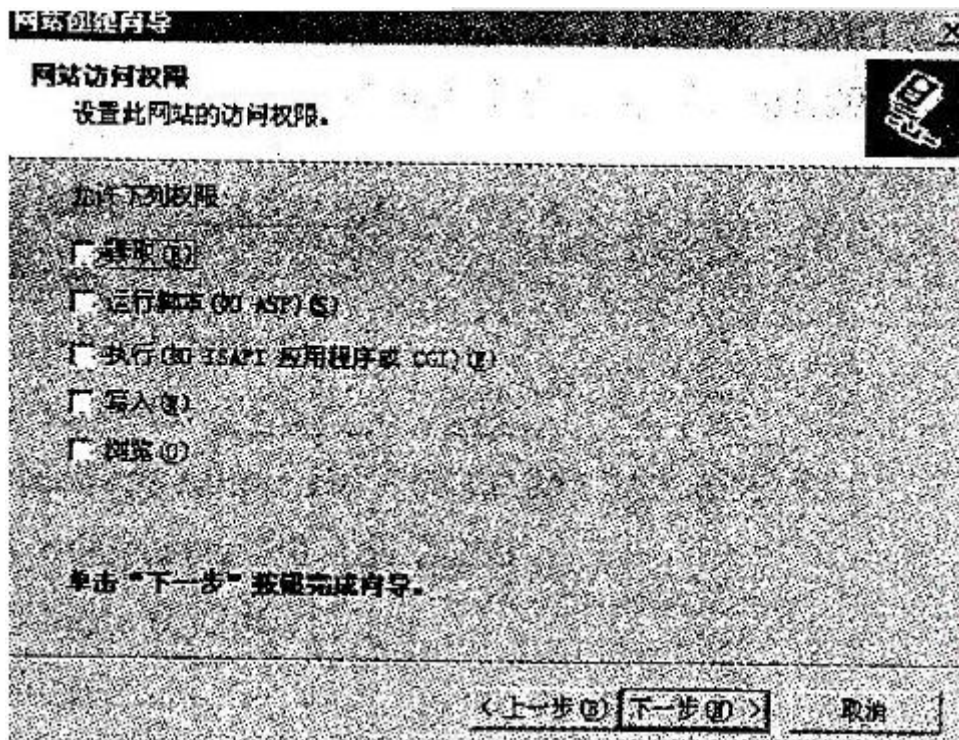 网站创建向导
网站访问权限
设置此网站的访问权限。
允许下列权限
读取(R)
运行脚本(如 ASP)(S)
执行(如 ISAPI 应用程序或 CGI)(E)
写入(W)
浏览(O)
单击“下一步”按钮完成向导。
<上一步(B) 下一步(N) > 取消